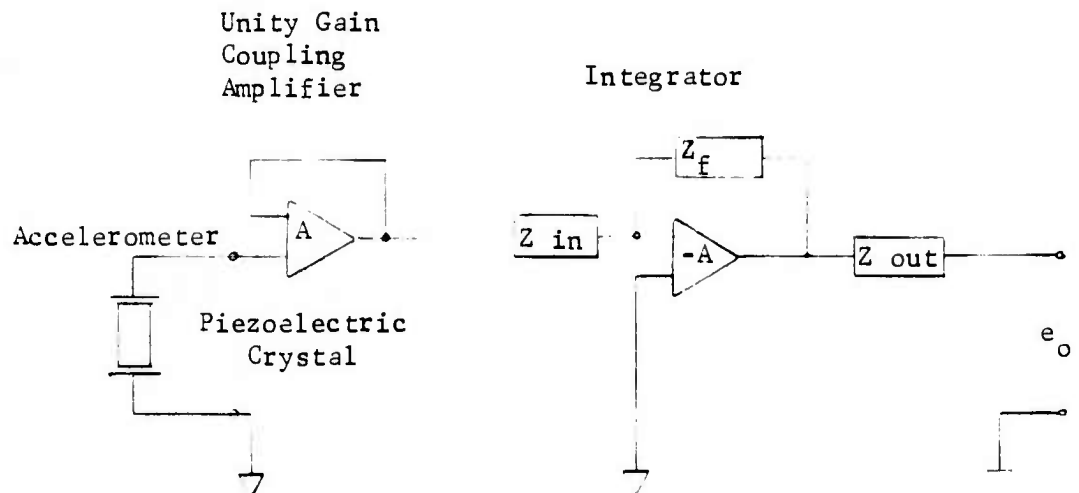 Unity Gain
Coupling
Amplifier
Integrator
Z_f
A
Accelerometer
Z in
-A
Z out
Piezoelectric
Crystal
e_o